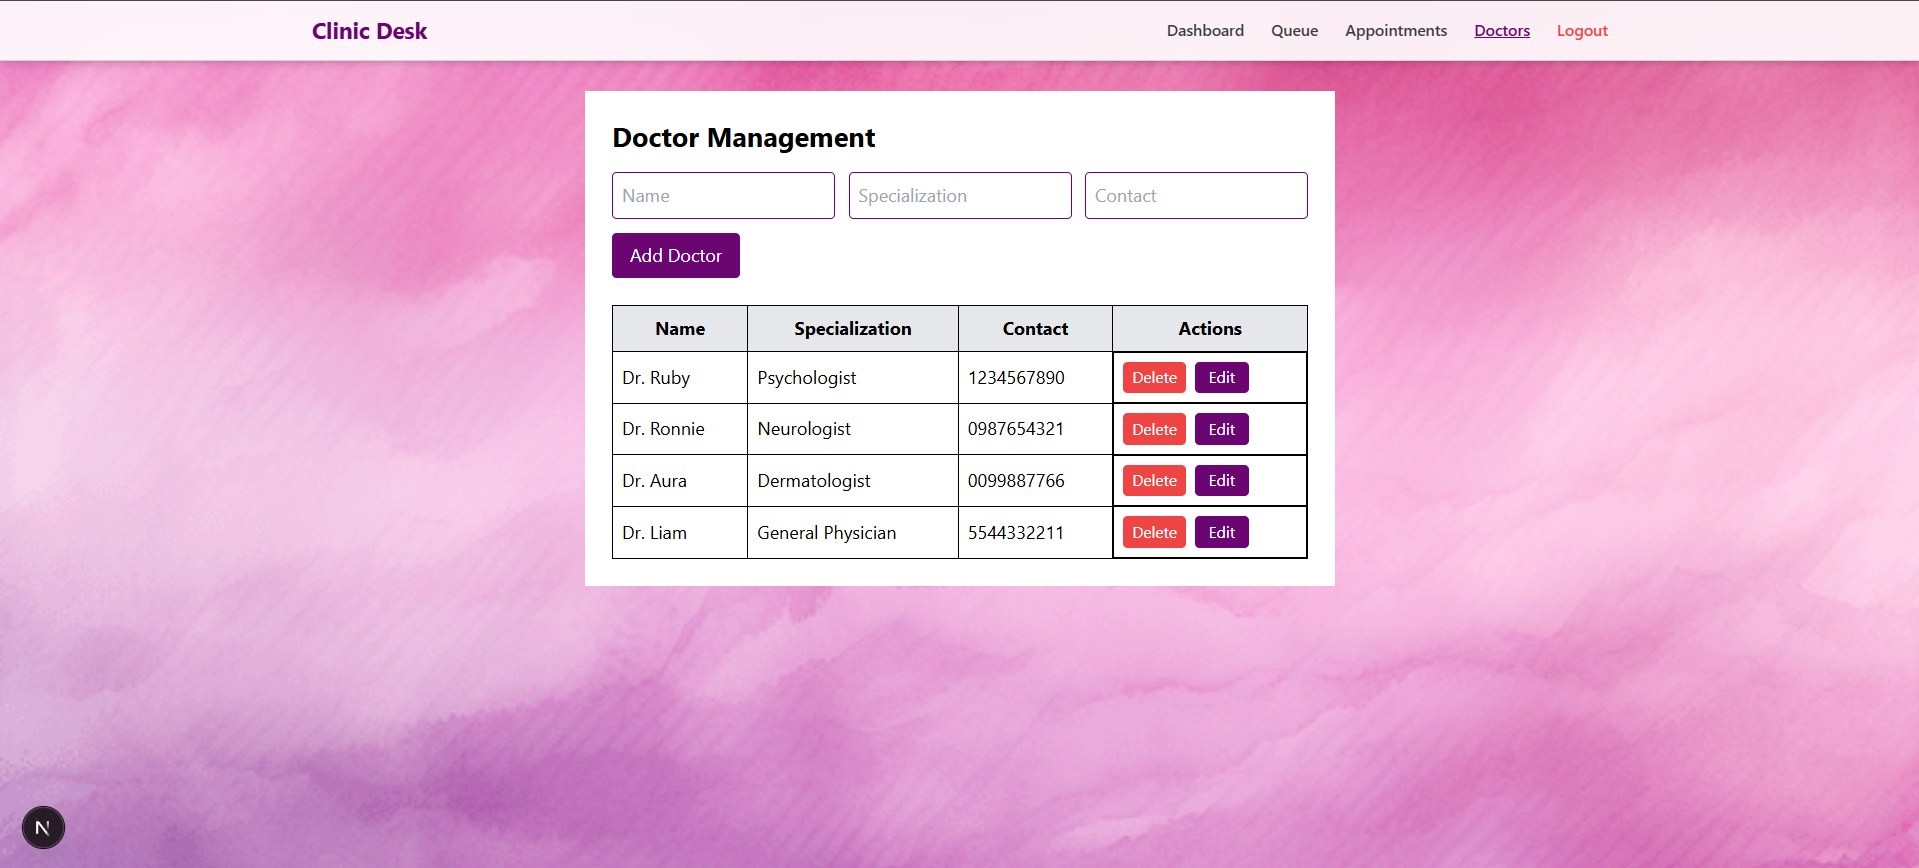 Clinic Desk Dashboard Queue Appointments Doctors Logout
Doctor Management
Name Specialization Contact
Add Doctor
Name Specialization Contact Actions
Dr. Ruby Psychologist 1234567890 Delete Edit
Dr. Ronnie Neurologist 0987654321 Delete Edit
Dr. Aura Dermatologist 0099887766 Delete Edit
Dr. Liam General Physician 5544332211 Delete Edit
N